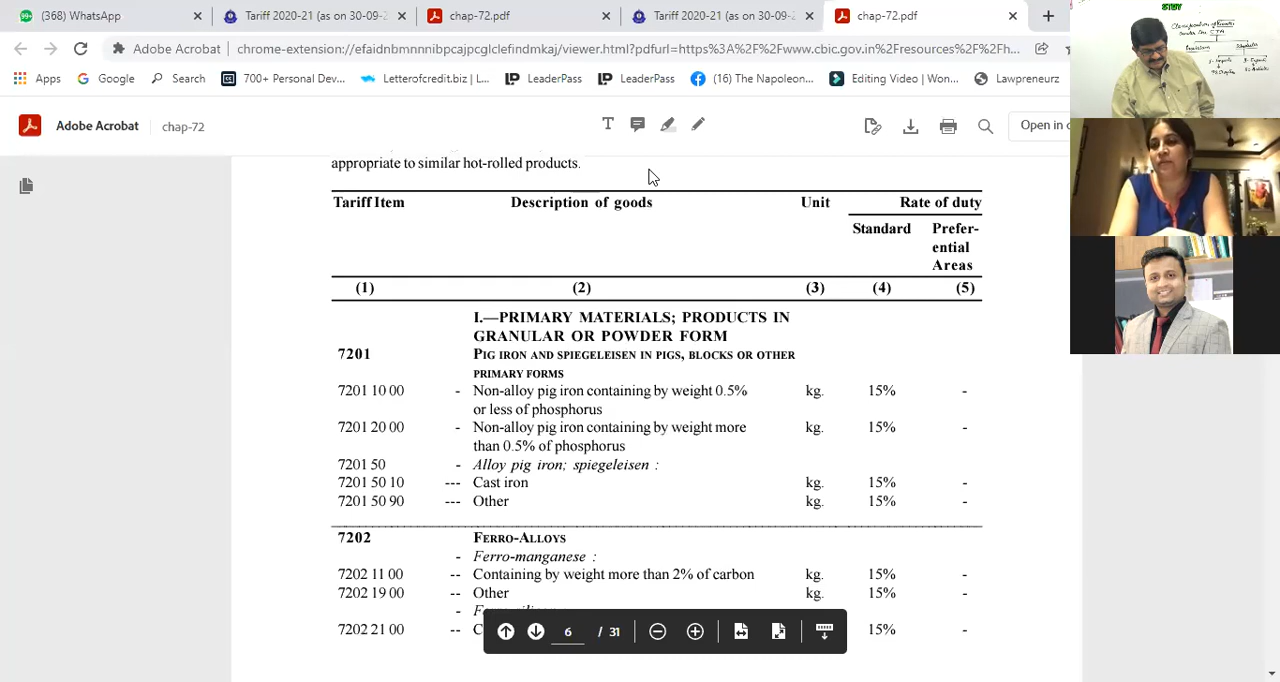 99+ (368) WhatsApp
Tariff 2020-21 (as on 30-09-2
chap-72.pdf
Tariff 2020-21 (as on 30-09-2
chap-72.pdf
Adobe Acrobat | chrome-extension://efaidnbmnnnibpcajpcglclefindmkaj/viewer.html?pdfurl=https%3A%2F%2Fwww.cbic.gov.in%2Fresources%2F%2Fh...
Apps Google Search 700+ Personal Dev... Letterofcredit.biz | L... LeaderPass LeaderPass (16) The Napoleon... Editing Video | Won... Lawpreneurz
Adobe Acrobat chap-72 Open in
appropriate to similar hot-rolled products.
Tariff Item Description of goods Unit Rate of duty
Standard Prefer-
ential
Areas
(1) (2) (3) (4) (5)
I.—PRIMARY MATERIALS; PRODUCTS IN
GRANULAR OR POWDER FORM
7201 PIG IRON AND SPIEGELEISEN IN PIGS, BLOCKS OR OTHER
PRIMARY FORMS
7201 10 00 - Non-alloy pig iron containing by weight 0.5% kg. 15% -
or less of phosphorus
7201 20 00 - Non-alloy pig iron containing by weight more kg. 15% -
than 0.5% of phosphorus
7201 50 - Alloy pig iron; spiegeleisen :
7201 50 10 --- Cast iron kg. 15% -
7201 50 90 --- Other kg. 15% -
7202 FERRO-ALLOYS
- Ferro-manganese :
7202 11 00 -- Containing by weight more than 2% of carbon kg. 15% -
7202 19 00 -- Other kg. 15% -
-
7202 21 00 -- 15% -
6 / 31